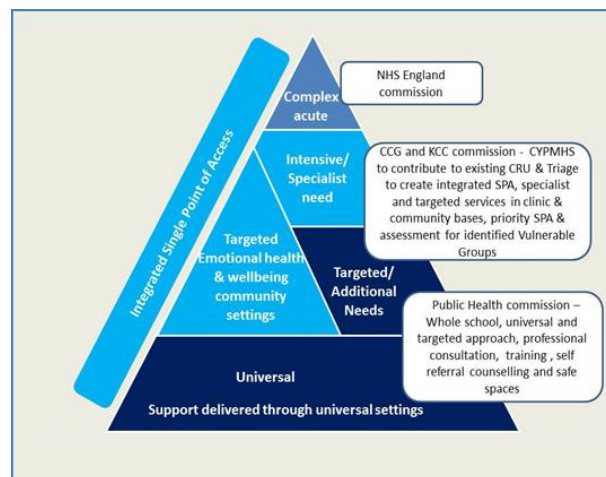 Integrated Single Point of Access
Complex
acute
NHS England
commission
Intensive/
Specialist
need
CCG and KCC commission - CYPMHS
to contribute to existing CRU & Triage
to create integrated SPA, specialist
and targeted services in clinic &
community bases, priority SPA &
assessment for identified Vulnerable
Groups
Targeted
Emotional health
& wellbeing
community
settings
Targeted/
Additional
Needs
Public Health commission –
Whole school, universal and
targeted approach, professional
consultation, training , self
referral counselling and safe
spaces
Universal
Support delivered through universal settings